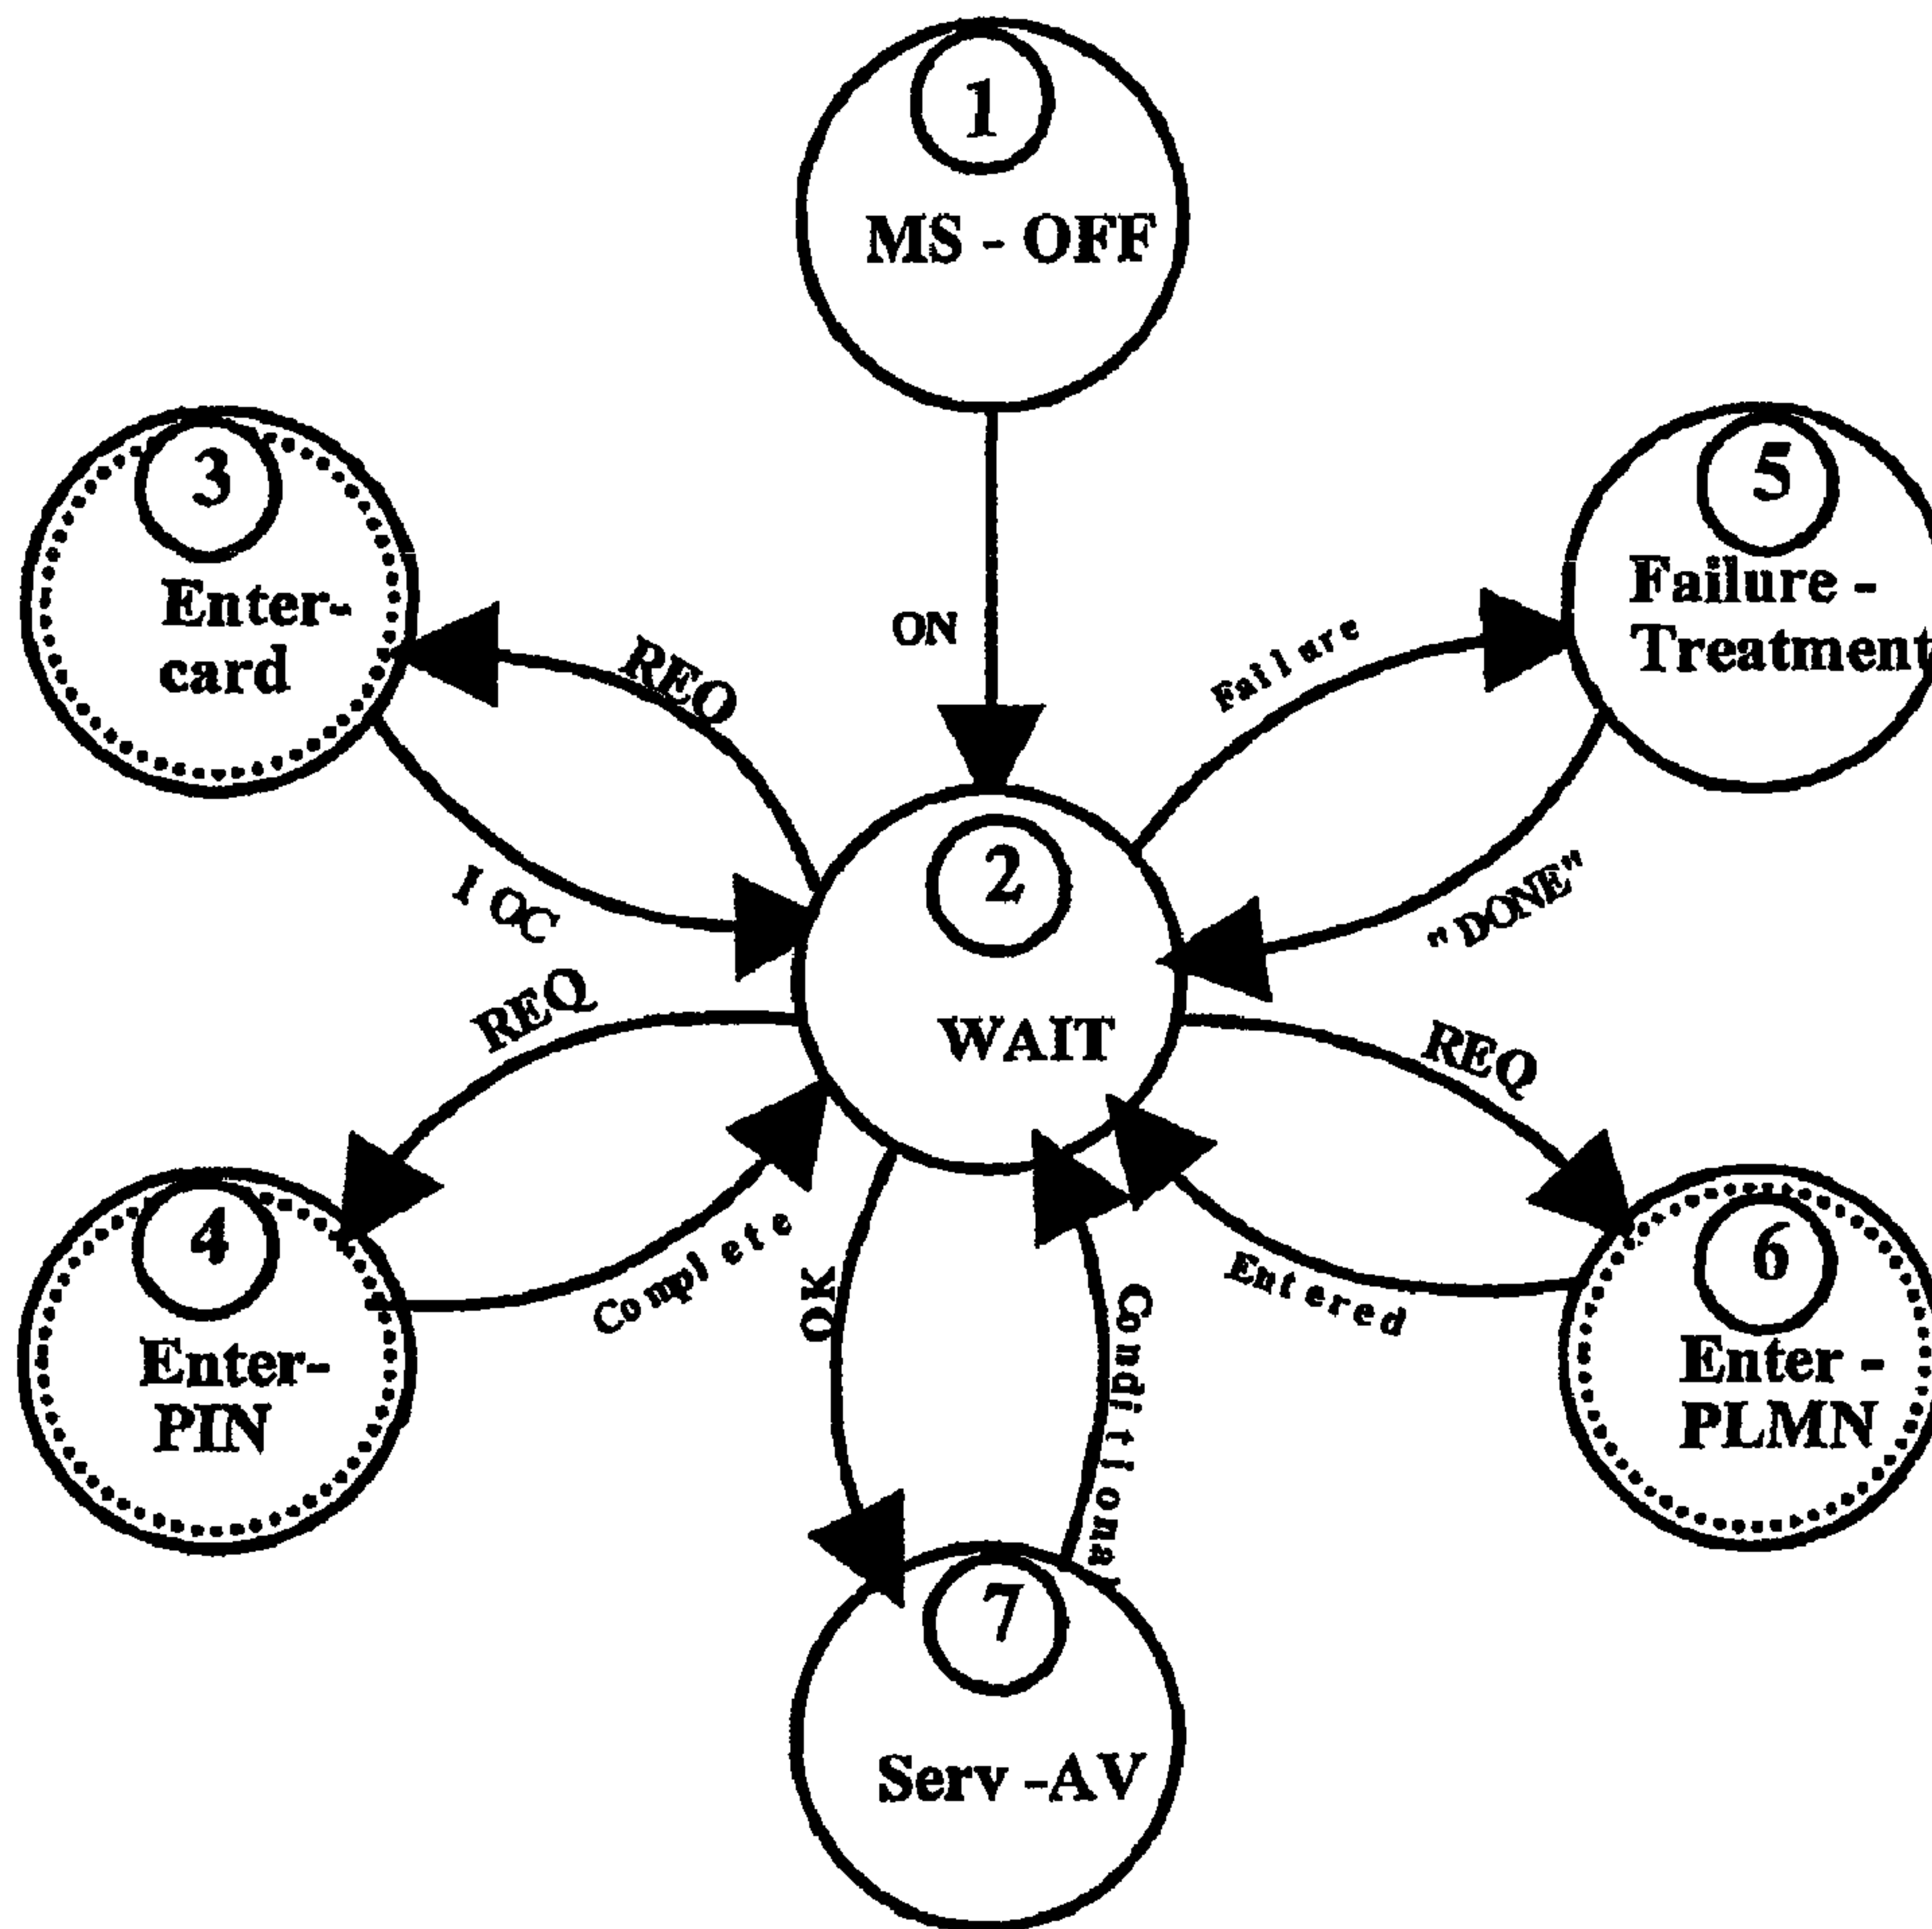 1
MS - OFF
3
Enter-
card
5
Failure -
Treatment
ON
REQ
Failure
I OC
"DONE"
2
WAIT
REQ
REQ
4
Enter-
PIN
Complete
OK
Conditional
Entered
6
Enter -
PLMN
7
Serv -AV